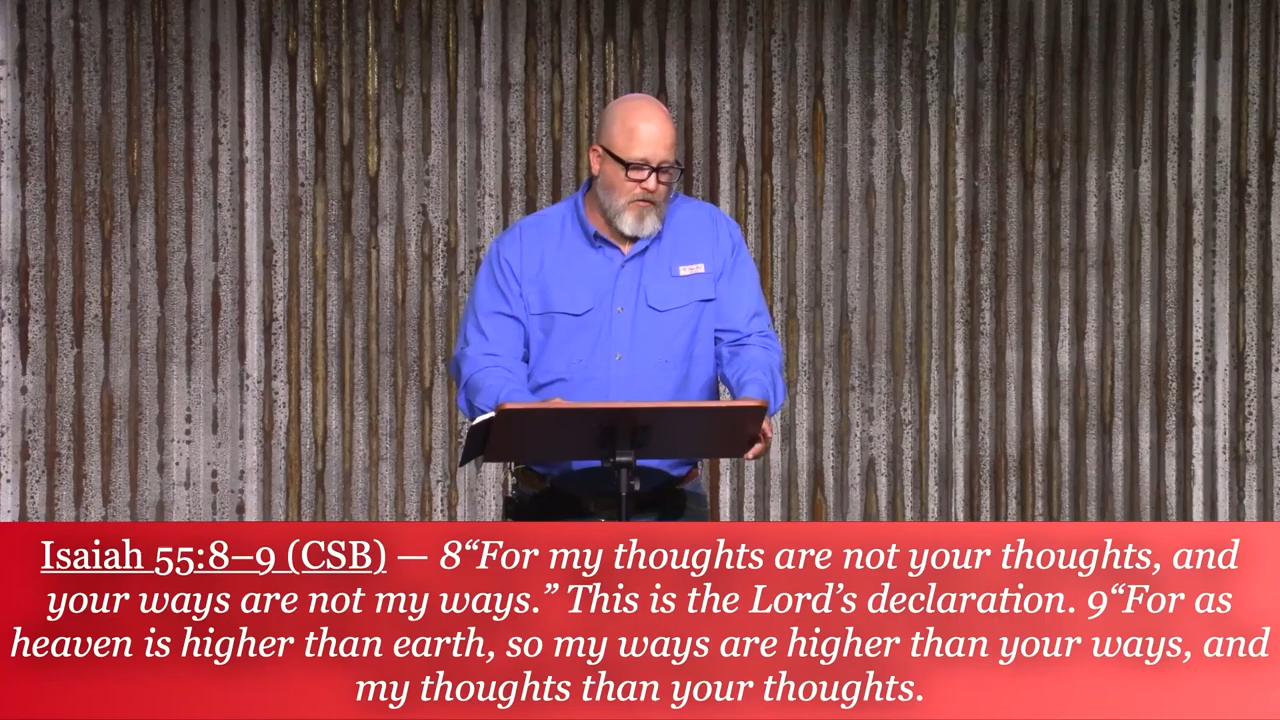 Isaiah 55:8–9 (CSB) — 8“For my thoughts are not your thoughts, and
your ways are not my ways.” This is the Lord’s declaration. 9“For as
heaven is higher than earth, so my ways are higher than your ways, and
my thoughts than your thoughts.